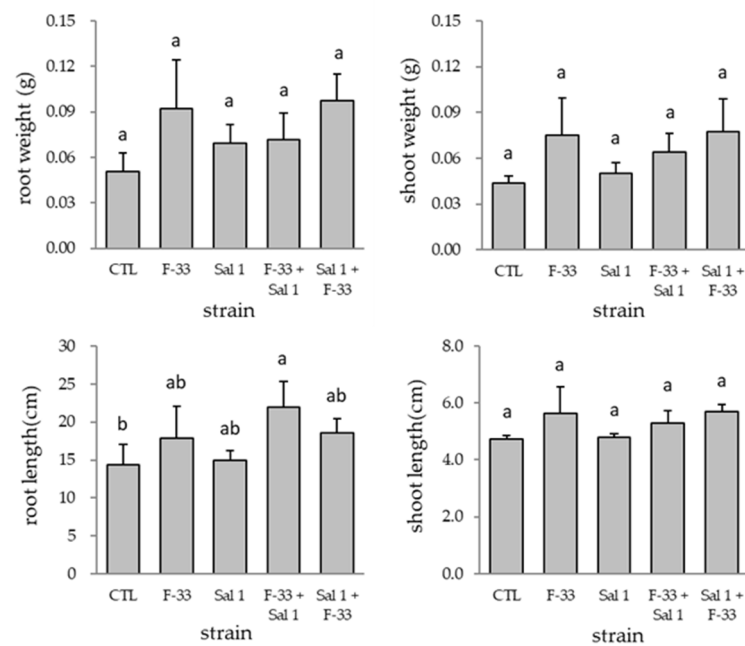 root weight (g)
0.15
0.12
0.09
0.06
0.03
0.00
a
a
a
a
a
CTL
F-33
Sal 1
F-33 +
Sal 1
Sal 1 +
F-33
strain
shoot weight (g)
0.15
0.12
0.09
0.06
0.03
0.00
a
a
a
a
a
CTL
F-33
Sal 1
F-33 +
Sal 1
Sal 1 +
F-33
strain
root length(cm)
30
25
20
15
10
5
0
b
ab
ab
a
ab
CTL
F-33
Sal 1
F-33 +
Sal 1
Sal 1 +
F-33
strain
shoot length(cm)
8.0
6.0
4.0
2.0
0.0
a
a
a
a
a
CTL
F-33
Sal 1
F-33 +
Sal 1
Sal 1 +
F-33
strain